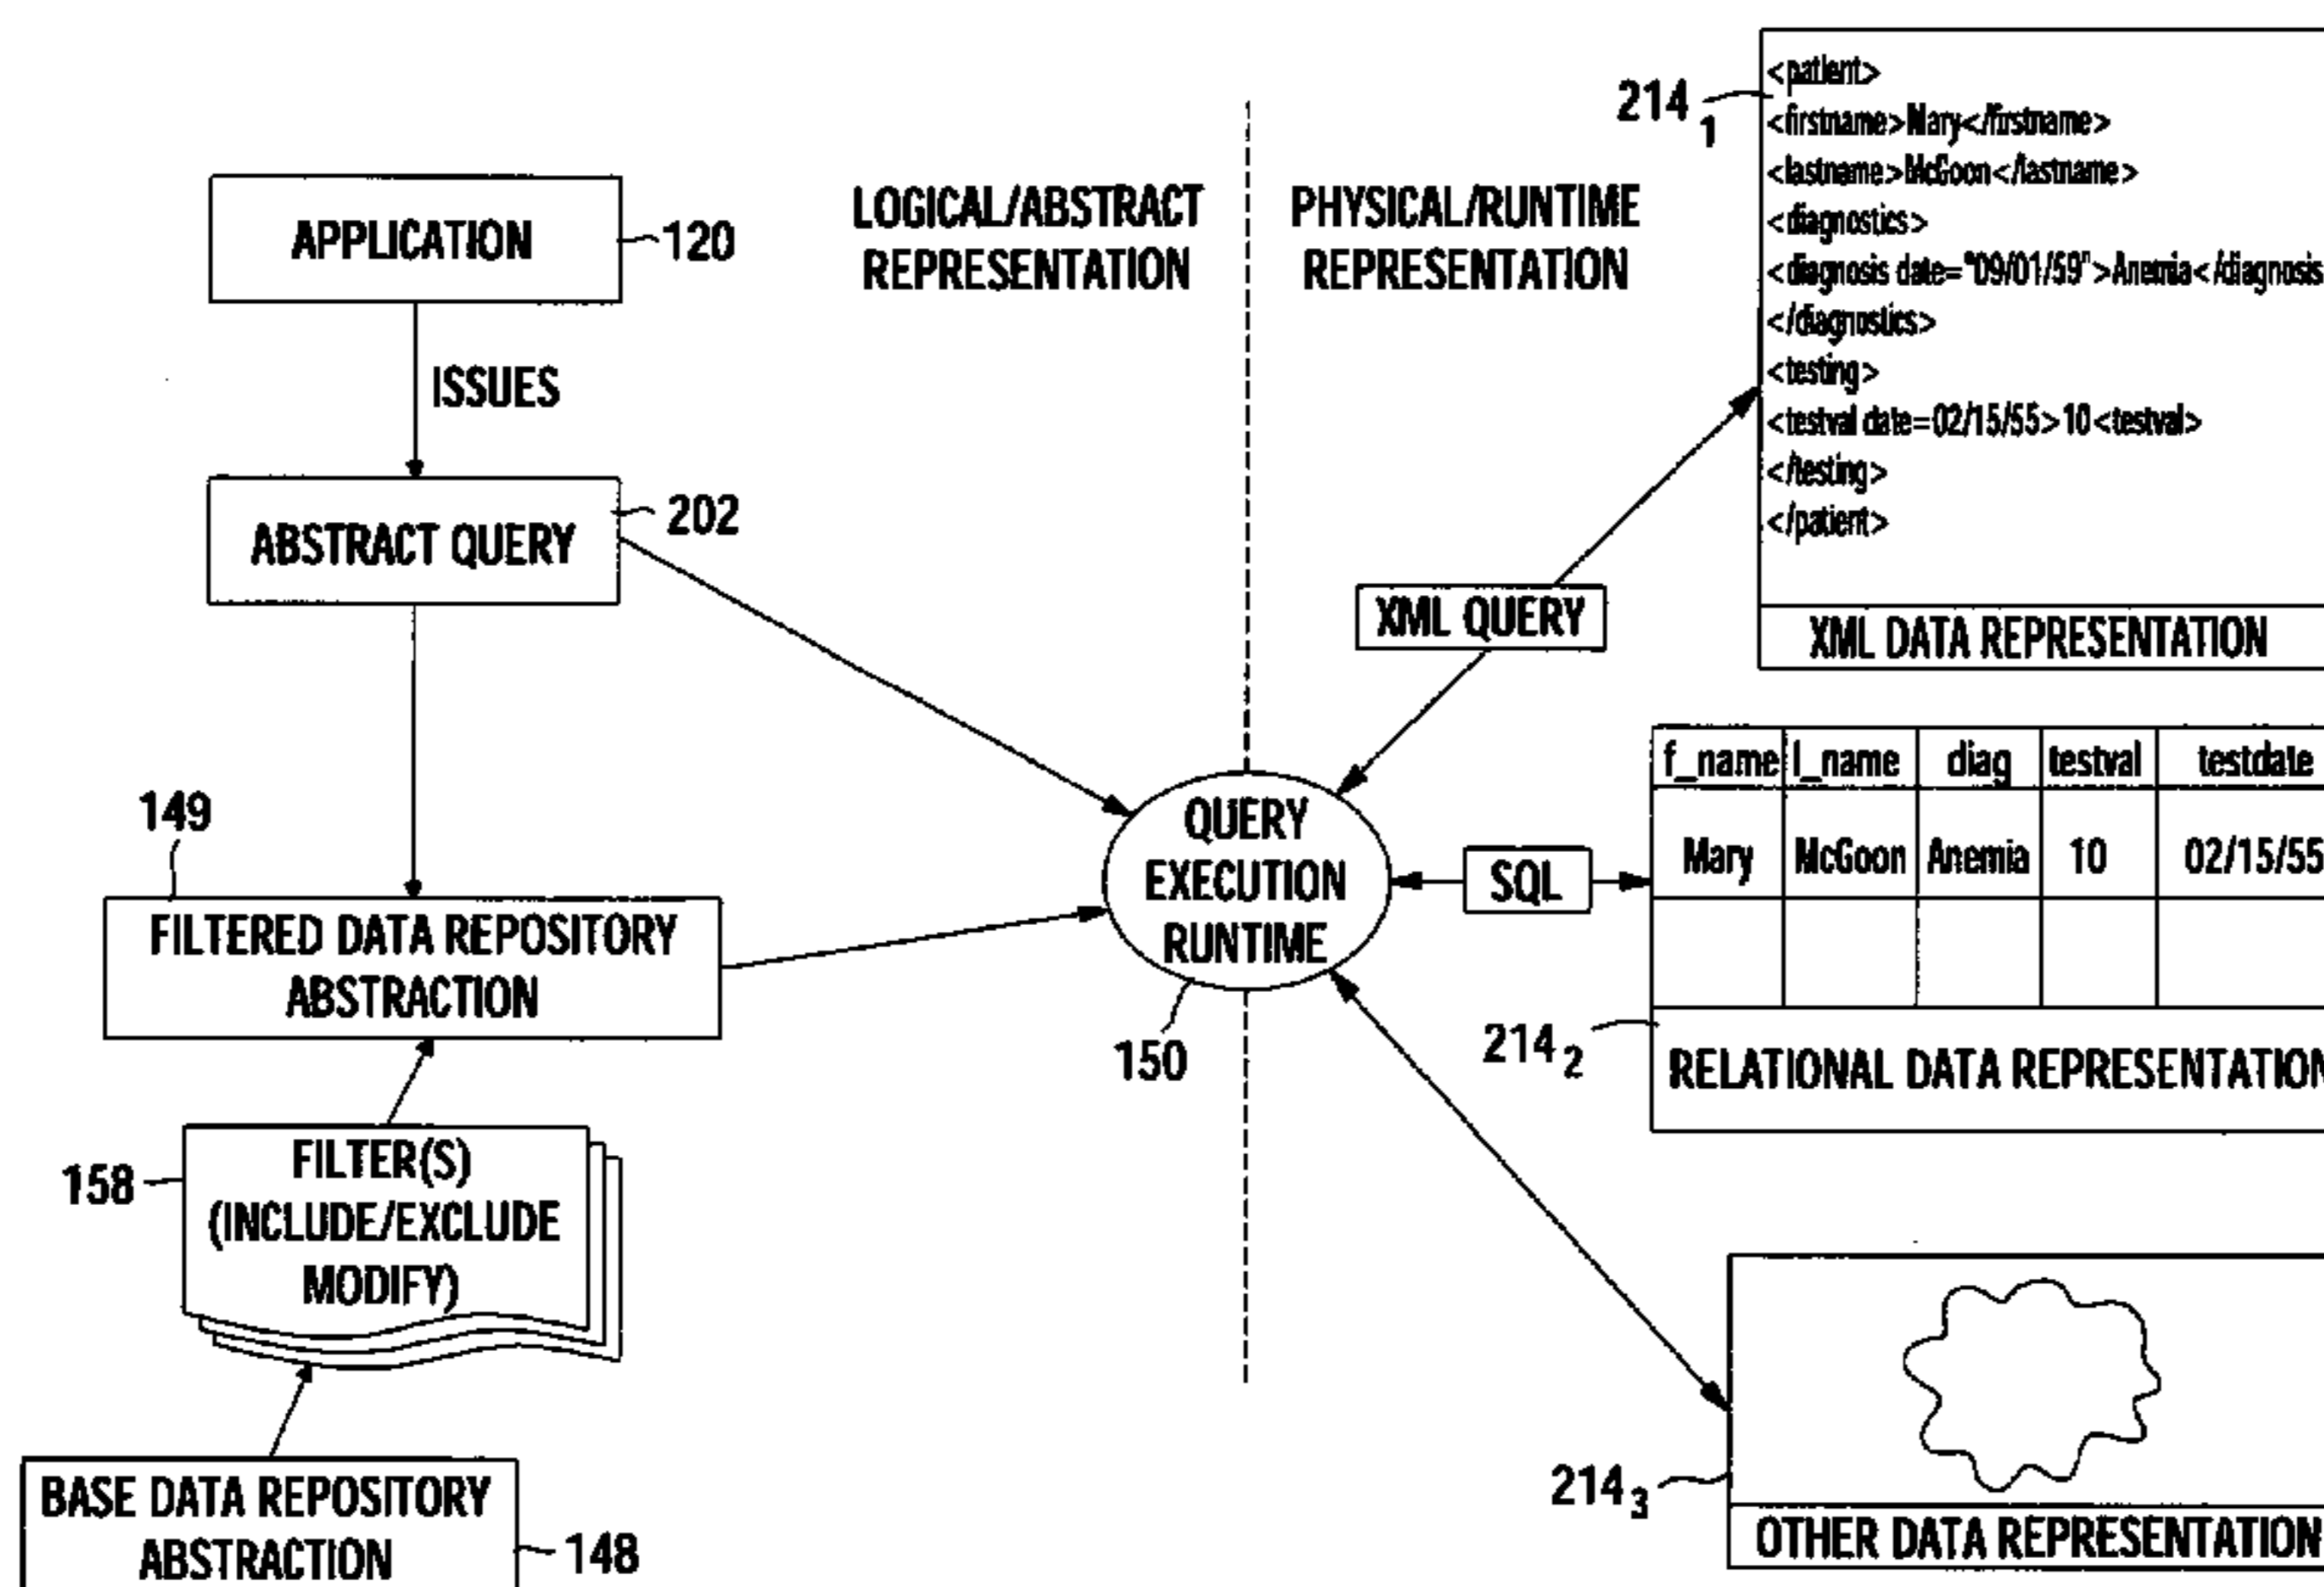 APPLICATION
120
ISSUES
ABSTRACT QUERY
202
149
FILTERED DATA REPOSITORY
ABSTRACTION
158
FILTER(S)
(INCLUDE/EXCLUDE
MODIFY)
BASE DATA REPOSITORY
ABSTRACTION
148
LOGICAL/ABSTRACT
REPRESENTATION
PHYSICAL/RUNTIME
REPRESENTATION
QUERY
EXECUTION
RUNTIME
150
XML QUERY
SQL
214 1
<patient>
<firstname>Mary</firstname>
<lastname>McGoon</lastname>
<diagnostics>
<diagnosis date="09/01/59">Anemia</diagnosis
</diagnostics>
<testing>
<testval date=02/15/55>10<testval>
</testing>
</patient>
XML DATA REPRESENTATION
f_name l_name diag testval testdate
Mary McGoon Anemia 10 02/15/55
214 2
RELATIONAL DATA REPRESENTATION
214 3
OTHER DATA REPRESENTATION